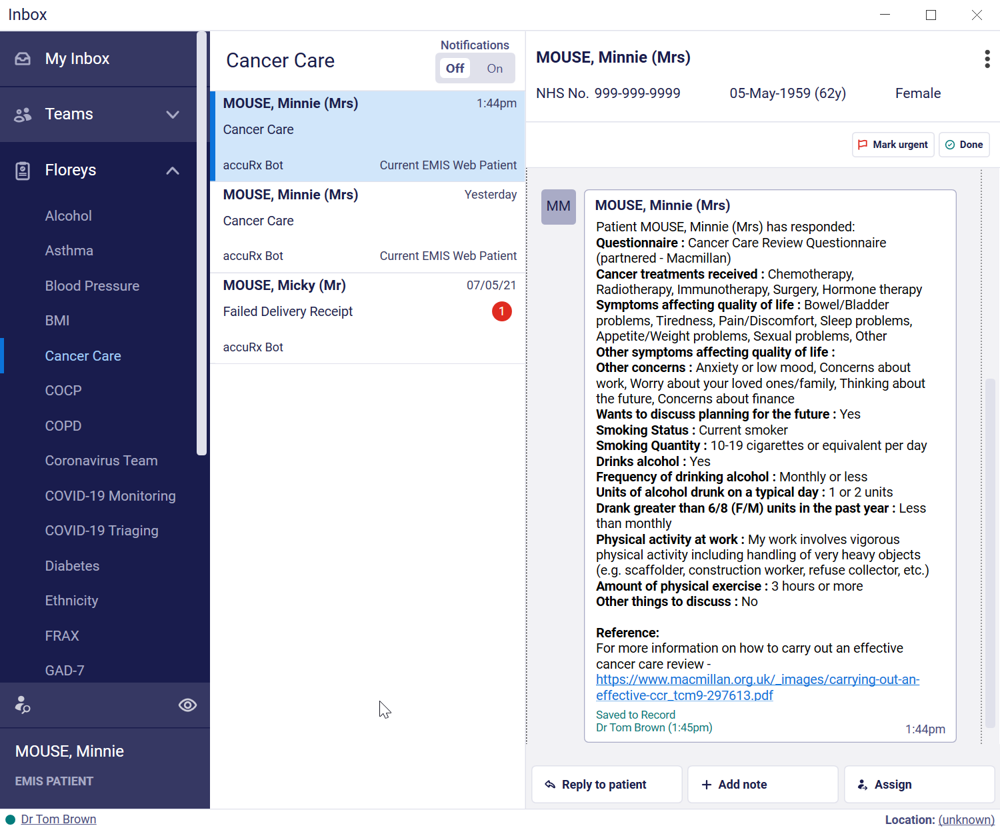 Inbox
My Inbox
Teams
Floreys
Alcohol
Asthma
Blood Pressure
BMI
Cancer Care
COCP
COPD
Coronavirus Team
COVID-19 Monitoring
COVID-19 Triaging
Diabetes
Ethnicity
FRAX
GAD-7
MOUSE, Minnie
EMIS PATIENT
Dr Tom Brown
Cancer Care
Notifications
Off On
MOUSE, Minnie (Mrs) 1:44pm
Cancer Care
accuRx Bot Current EMIS Web Patient
MOUSE, Minnie (Mrs) Yesterday
Cancer Care
accuRx Bot Current EMIS Web Patient
MOUSE, Micky (Mr) 07/05/21
Failed Delivery Receipt 1
accuRx Bot
MOUSE, Minnie (Mrs)
NHS No. 999-999-9999 05-May-1959 (62y) Female
Mark urgent Done
MM
MOUSE, Minnie (Mrs)
Patient MOUSE, Minnie (Mrs) has responded:
Questionnaire : Cancer Care Review Questionnaire
(partnered - Macmillan)
Cancer treatments received : Chemotherapy,
Radiotherapy, Immunotherapy, Surgery, Hormone therapy
Symptoms affecting quality of life : Bowel/Bladder
problems, Tiredness, Pain/Discomfort, Sleep problems,
Appetite/Weight problems, Sexual problems, Other
Other symptoms affecting quality of life :
Other concerns : Anxiety or low mood, Concerns about
work, Worry about your loved ones/family, Thinking about
the future, Concerns about finance
Wants to discuss planning for the future : Yes
Smoking Status : Current smoker
Smoking Quantity : 10-19 cigarettes or equivalent per day
Drinks alcohol : Yes
Frequency of drinking alcohol : Monthly or less
Units of alcohol drunk on a typical day : 1 or 2 units
Drank greater than 6/8 (F/M) units in the past year : Less
than monthly
Physical activity at work : My work involves vigorous
physical activity including handling of very heavy objects
(e.g. scaffolder, construction worker, refuse collector, etc.)
Amount of physical exercise : 3 hours or more
Other things to discuss : No
Reference:
For more information on how to carry out an effective
cancer care review -
https://www.macmillan.org.uk/_images/carrying-out-an-
effective-ccr_tcm9-297613.pdf
Saved to Record
Dr Tom Brown (1:45pm) 1:44pm
Reply to patient Add note Assign
Location: (unknown)